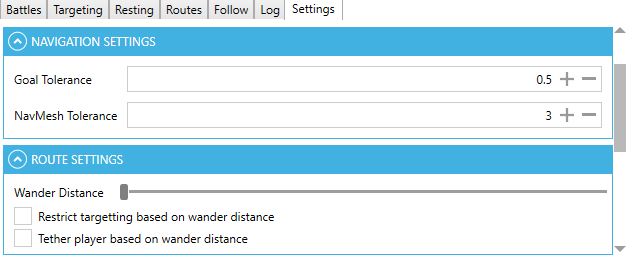 Battles Targeting Resting Routes Follow Log Settings
NAVIGATION SETTINGS
Goal Tolerance 0.5
NavMesh Tolerance 3
ROUTE SETTINGS
Wander Distance
Restrict targetting based on wander distance
Tether player based on wander distance